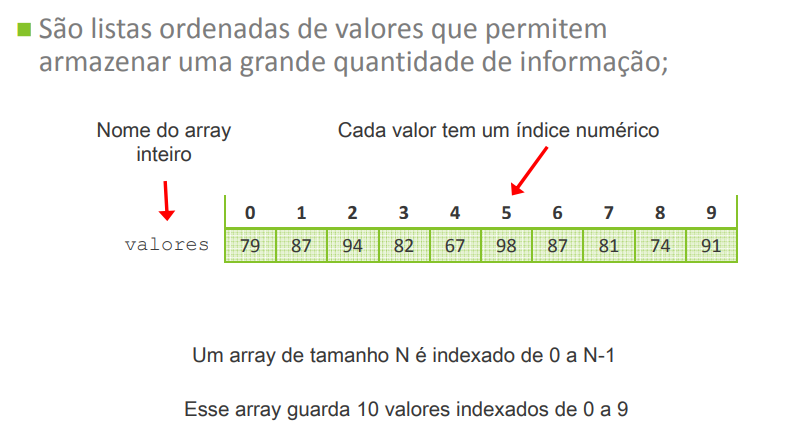 São listas ordenadas de valores que permitem
armazenar uma grande quantidade de informação;
Nome do array
inteiro
Cada valor tem um índice numérico
0 1 2 3 4 5 6 7 8 9
valores 79 87 94 82 67 98 87 81 74 91
Um array de tamanho N é indexado de 0 a N-1
Esse array guarda 10 valores indexados de 0 a 9